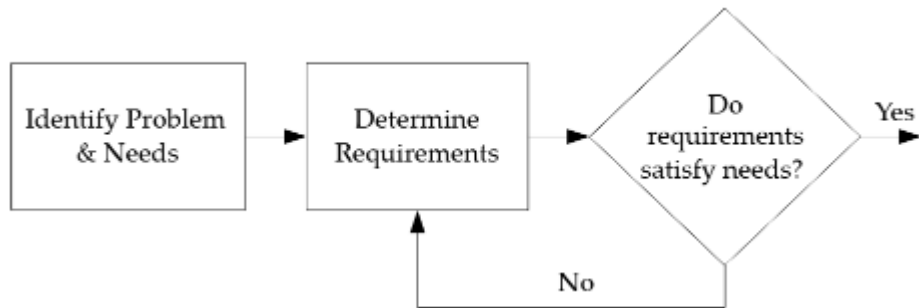 Identify Problem
& Needs
Determine
Requirements
Do
requirements
satisfy needs?
Yes
No